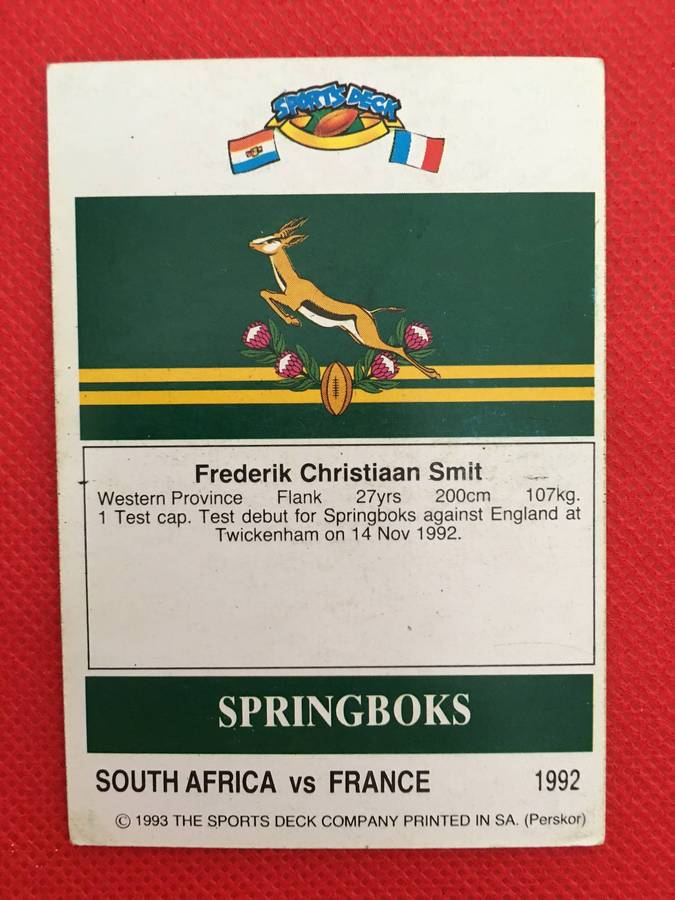 SPORTS DECK
Frederik Christiaan Smit
Western Province Flank 27yrs 200cm 107kg.
1 Test cap. Test debut for Springboks against England at
Twickenham on 14 Nov 1992.
SPRINGBOKS
SOUTH AFRICA vs FRANCE 1992
© 1993 THE SPORTS DECK COMPANY PRINTED IN SA. (Perskor)